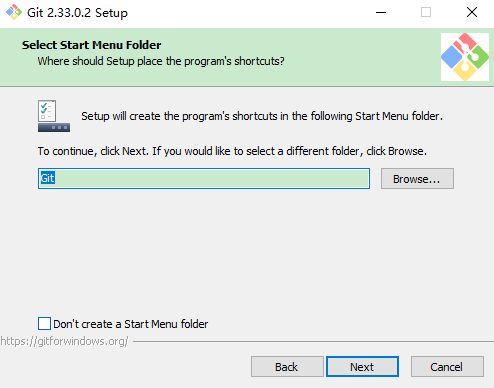 Git 2.33.0.2 Setup
Select Start Menu Folder
Where should Setup place the program's shortcuts?
Setup will create the program's shortcuts in the following Start Menu folder.
To continue, click Next. If you would like to select a different folder, click Browse.
Git
Browse...
Don't create a Start Menu folder
https://gitforwindows.org/
Back
Next
Cancel